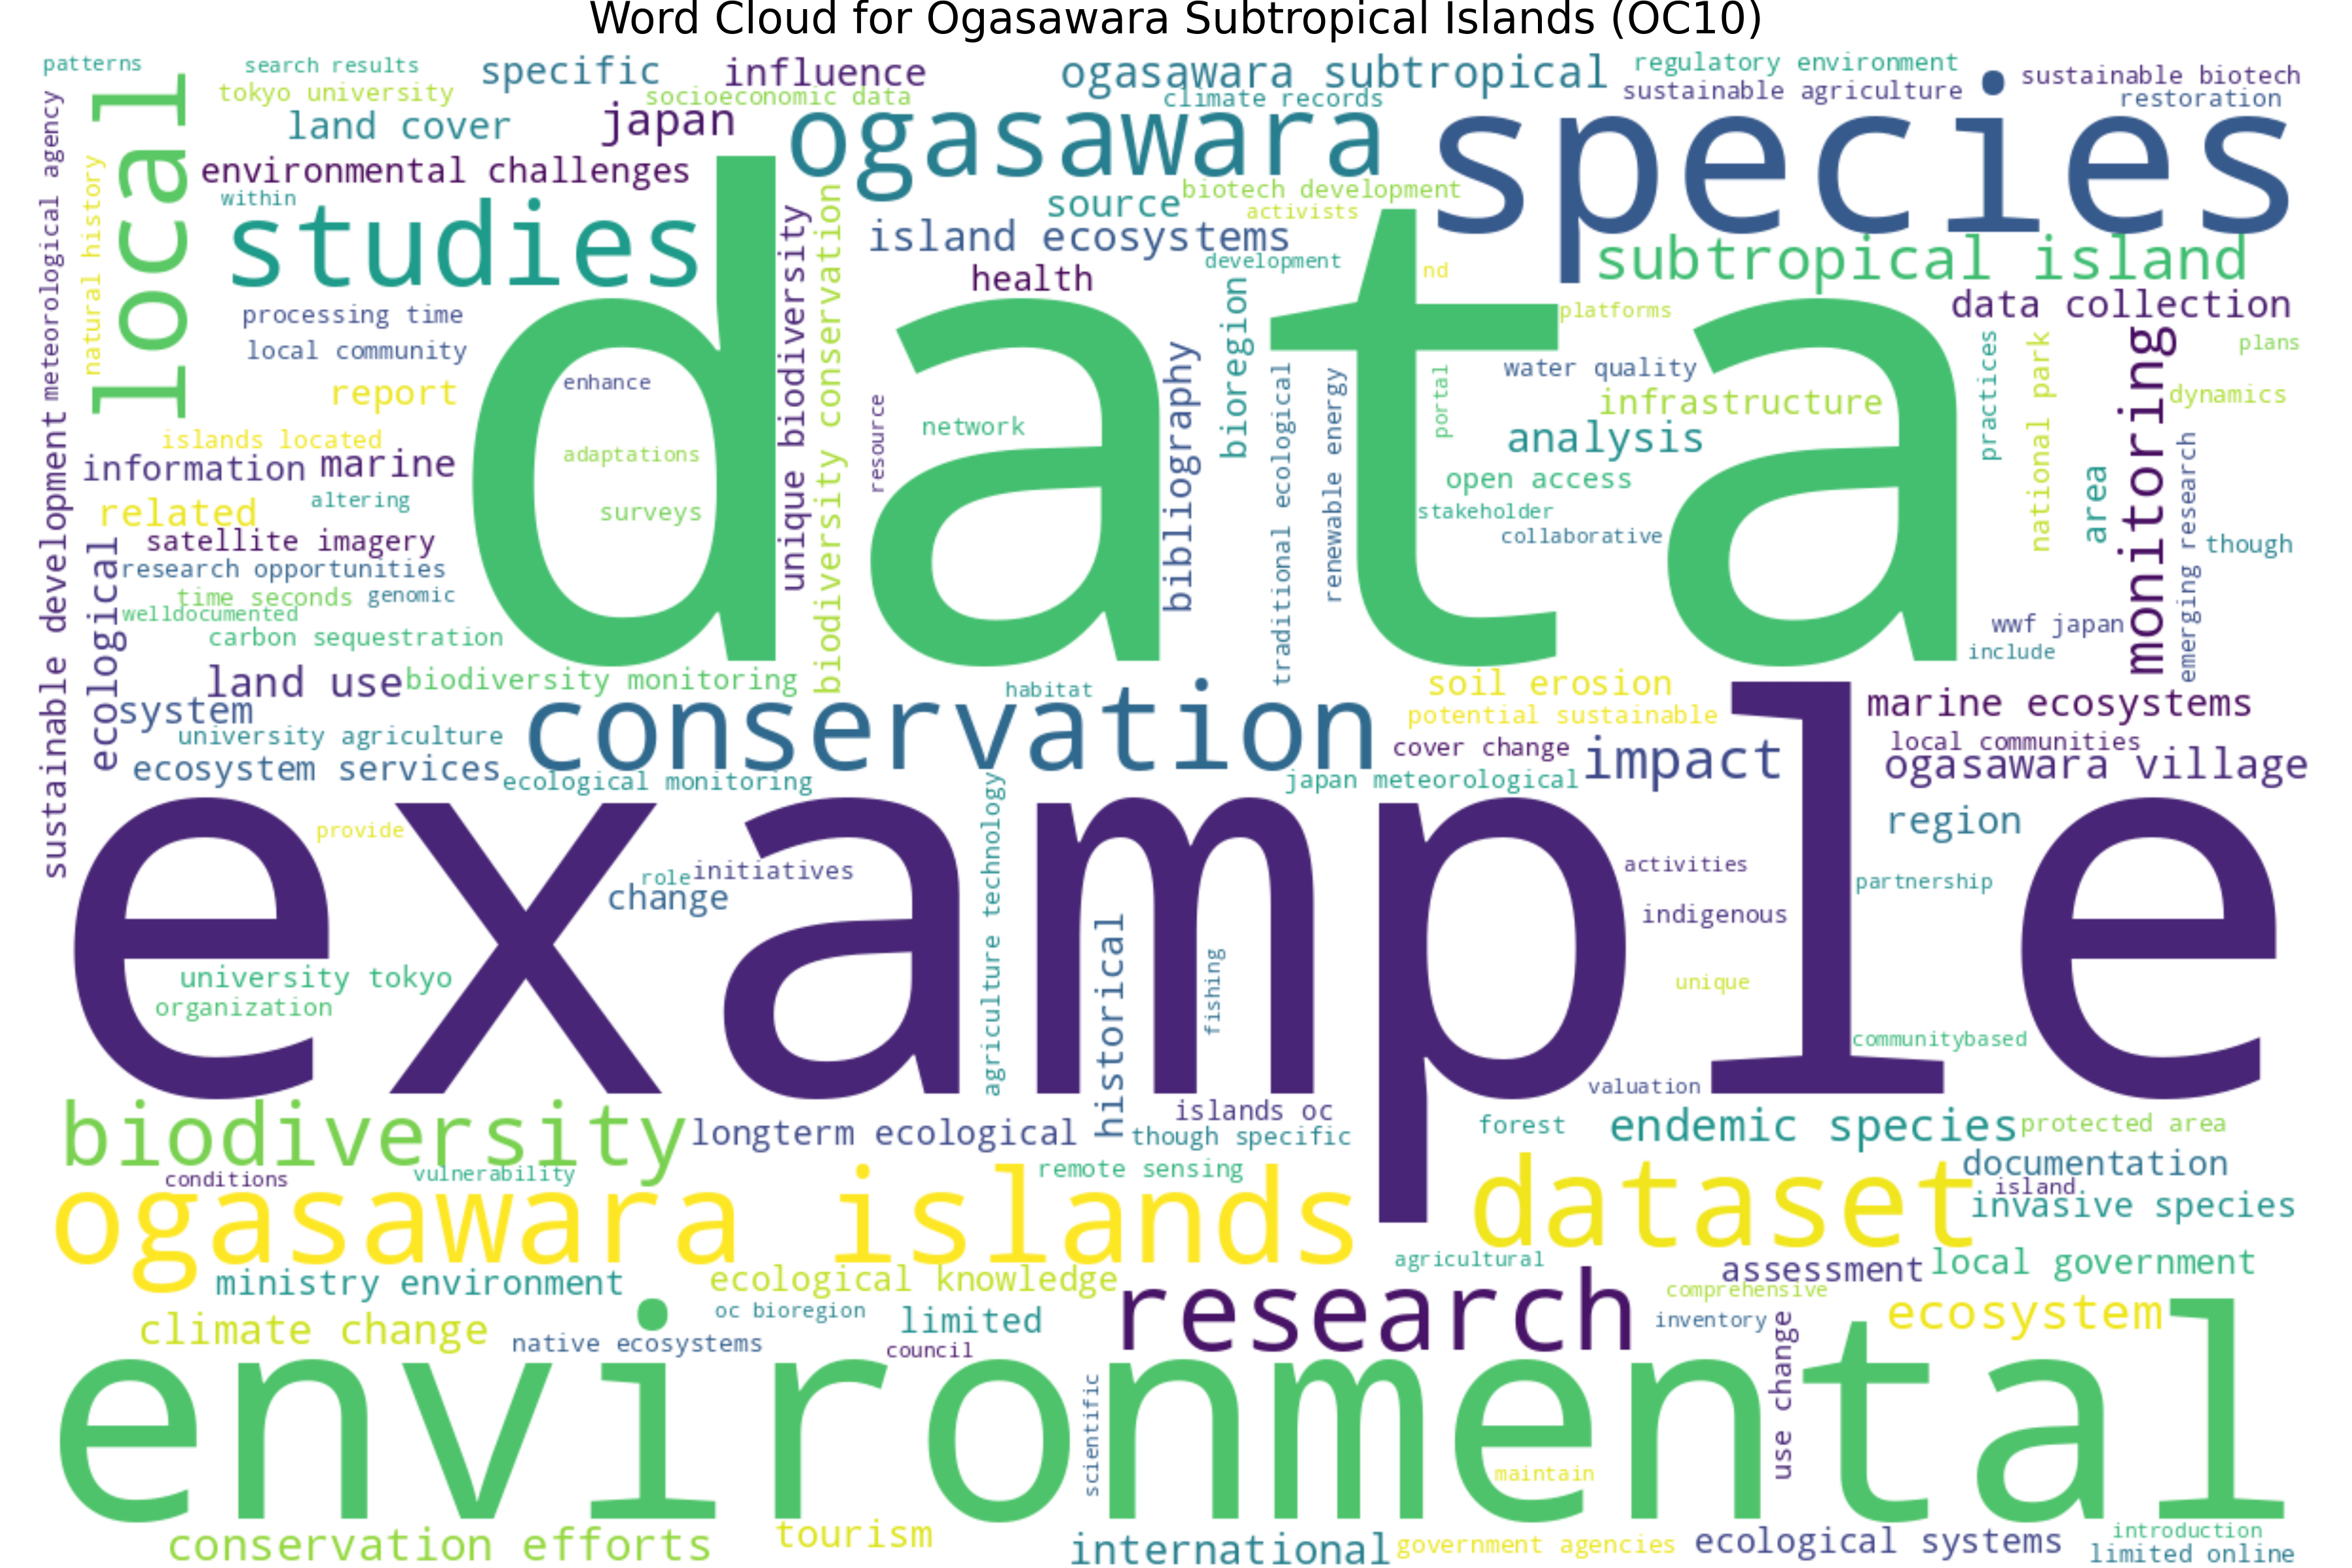 Word Cloud for Ogasawara Subtropical Islands (OC10)
patterns
search results
specific
influence
ogasawara subtropical
regulatory environment
sustainable biotech
tokyo university
socioeconomic data
climate records
sustainable agriculture
restoration
land cover
japan
ogasawara
species
local
meteorological agency
natural history
environmental challenges
within
studies
source
biotech development
activists
island ecosystems
subtropical island
development
nd
health
data
unique biodiversity
biodiversity conservation
processing time
platforms
data collection
local community
bioregion
practices
national park
monitoring
plans
report
enhance
resource
network
bibliography
traditional ecological
renewable energy
portal
water quality
infrastructure
dynamics
islands located
adaptations
analysis
information
marine
open access
area
emerging research
related
altering
surveys
stakeholder
collaborative
though
satellite imagery
sustainable development
ecological
research opportunities
time seconds
genomic
welldocumented
carbon sequestration
wwf japan
include
land use
biodiversity monitoring
habitat
soil erosion
marine ecosystems
system
conservation
potential sustainable
university agriculture
cover change
impact
local communities
ecosystem services
ecological monitoring
japan meteorological
ogasawara village
example
provide
region
role
initiatives
change
agriculture technology
activities
partnership
indigenous
historical
fishing
university tokyo
unique
organization
communitybased
valuation
biodiversity
longterm ecological
islands oc
though specific
forest
endemic species
protected area
conditions
vulnerability
remote sensing
documentation
island
ogasawara islands
dataset
invasive species
agricultural
ministry environment
ecological knowledge
assessment
local government
research
comprehensive
oc bioregion
limited
inventory
ecosystem
climate change
native ecosystems
council
use change
environmental
scientific
maintain
conservation efforts
tourism
international
government agencies
ecological systems
introduction
limited online